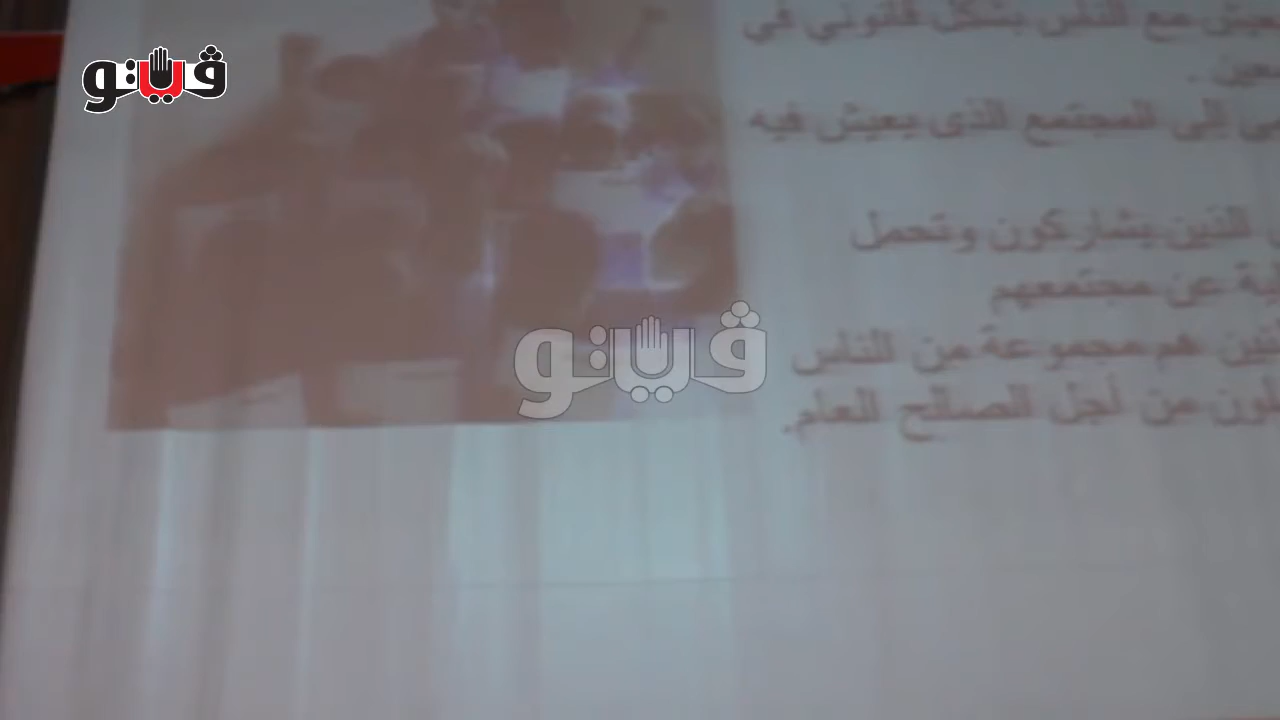 ڤيتو
يعيش مع الناس بشكل قانوني في
معين .
إلى المجتمع الذى يعيش فيه
الذين يشاركون وتحمل
عن مجتمعهم
هم مجموعة من الناس
من أجل الصالح العام.
ڤيتو